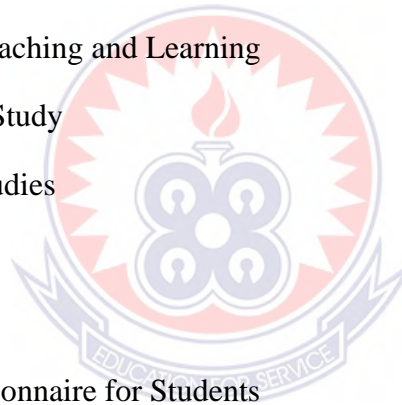 aching and Learning
Study
udies
EDUCATION FOR SERVICE
onnaire for Students